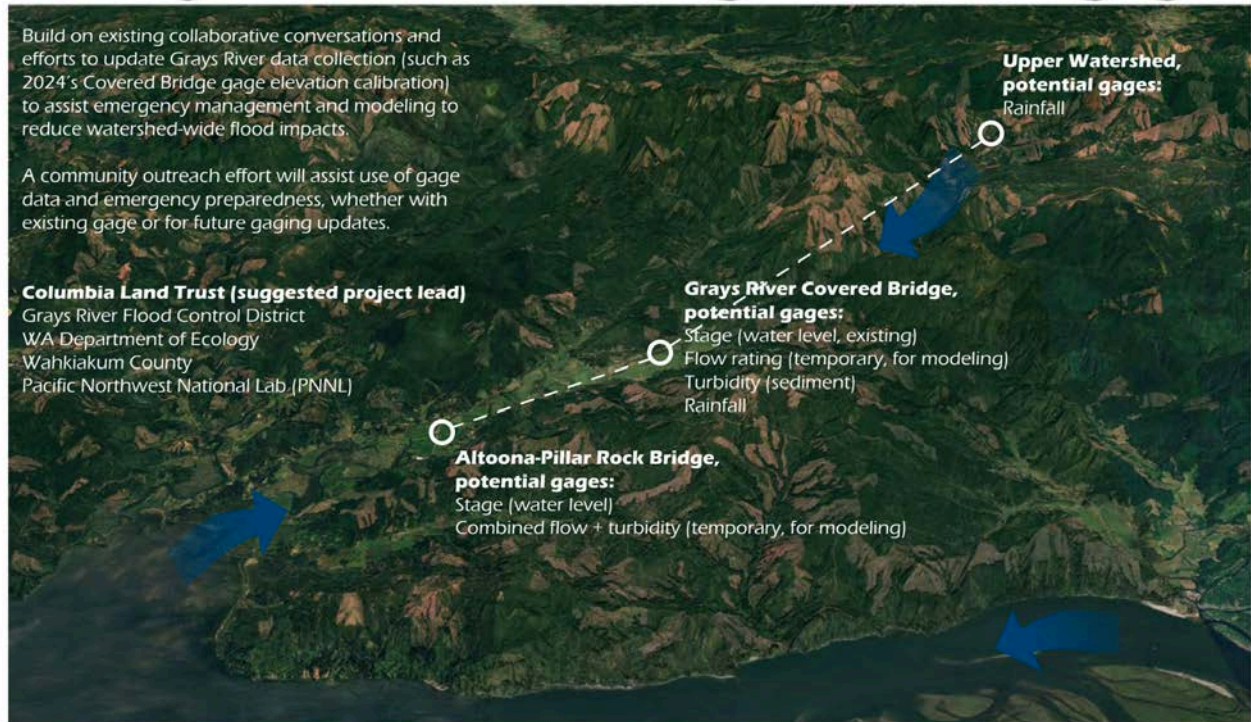 Build on existing collaborative conversations and
efforts to update Grays River data collection (such as
2024's Covered Bridge gage elevation calibration)
to assist emergency management and modeling to
reduce watershed-wide flood impacts.
A community outreach effort will assist use of gage
data and emergency preparedness, whether with
existing gage or for future gaging updates.
Columbia Land Trust (suggested project lead)
Grays River Flood Control District
WA Department of Ecology
Wahkiakum County
Pacific Northwest National Lab (PNNL)
Upper Watershed,
potential gages:
Rainfall
Grays River Covered Bridge,
potential gages:
Stage (water level, existing)
Flow rating (temporary, for modeling)
Turbidity (sediment)
Rainfall
Altoona-Pillar Rock Bridge,
potential gages:
Stage (water level)
Combined flow + turbidity (temporary, for modeling)